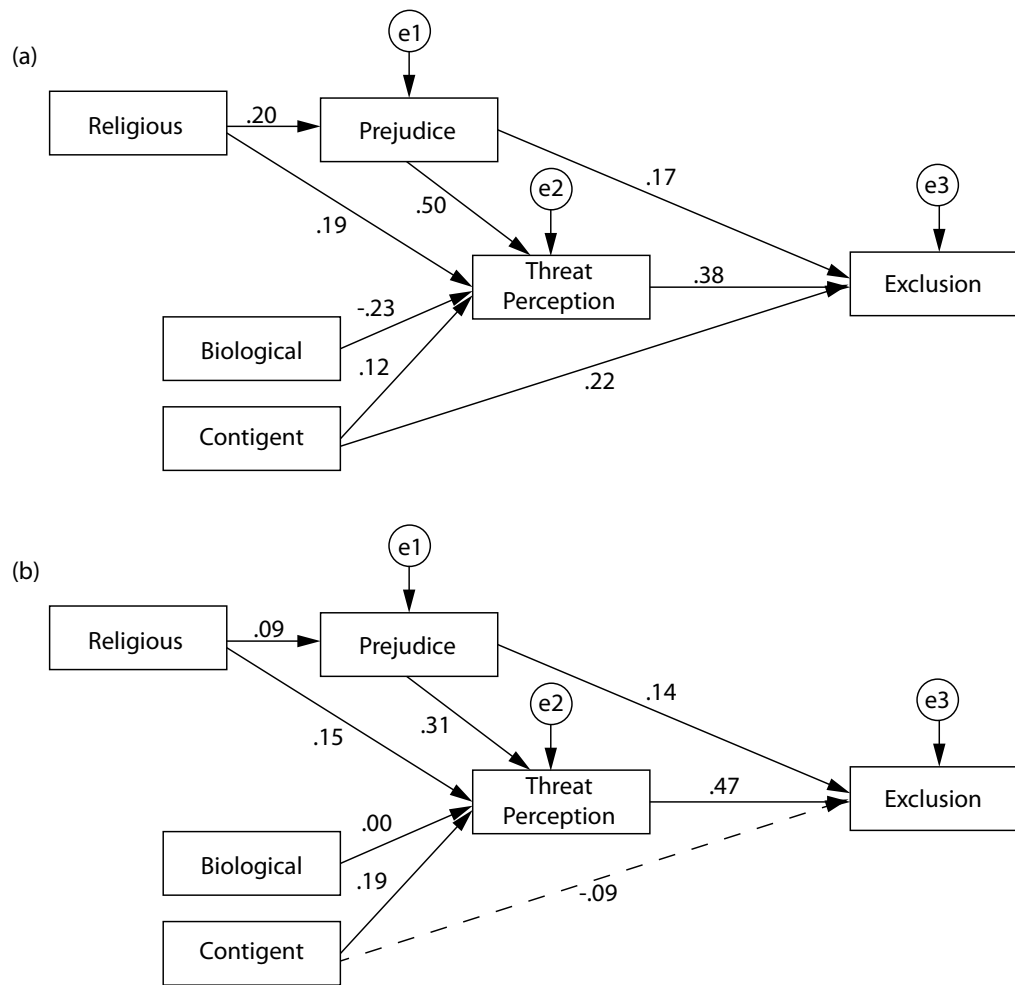 (a)
e1
Religious
.20
Prejudice
.17
e2
e3
.50
.19
Threat
Perception
.38
Exclusion
-.23
Biological
.12
.22
Contigent
(b)
e1
Religious
.09
Prejudice
.14
e2
e3
.31
.15
Threat
Perception
.47
Exclusion
.00
Biological
.19
-.09
Contigent